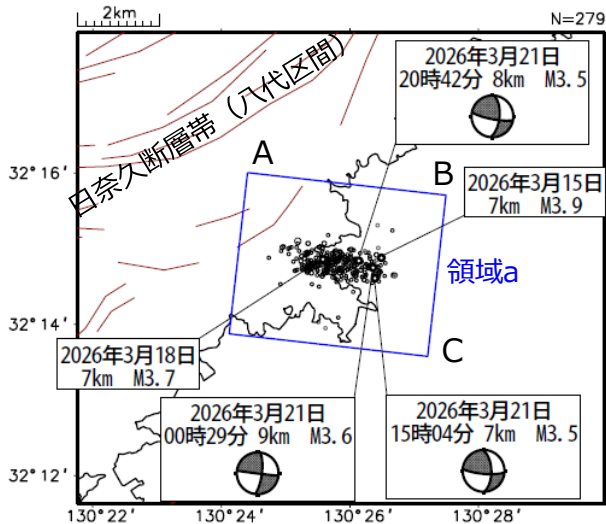 2km
N=279
2026年3月21日
20時42分 8km M3.5
日奈久断層帯（八代区間）
32°16′
A
B
2026年3月15日
7km M3.9
領域a
32°14′
C
2026年3月18日
7km M3.7
2026年3月21日
00時29分 9km M3.6
2026年3月21日
15時04分 7km M3.5
32°12′
130°22′
130°24′
130°26′
130°28′